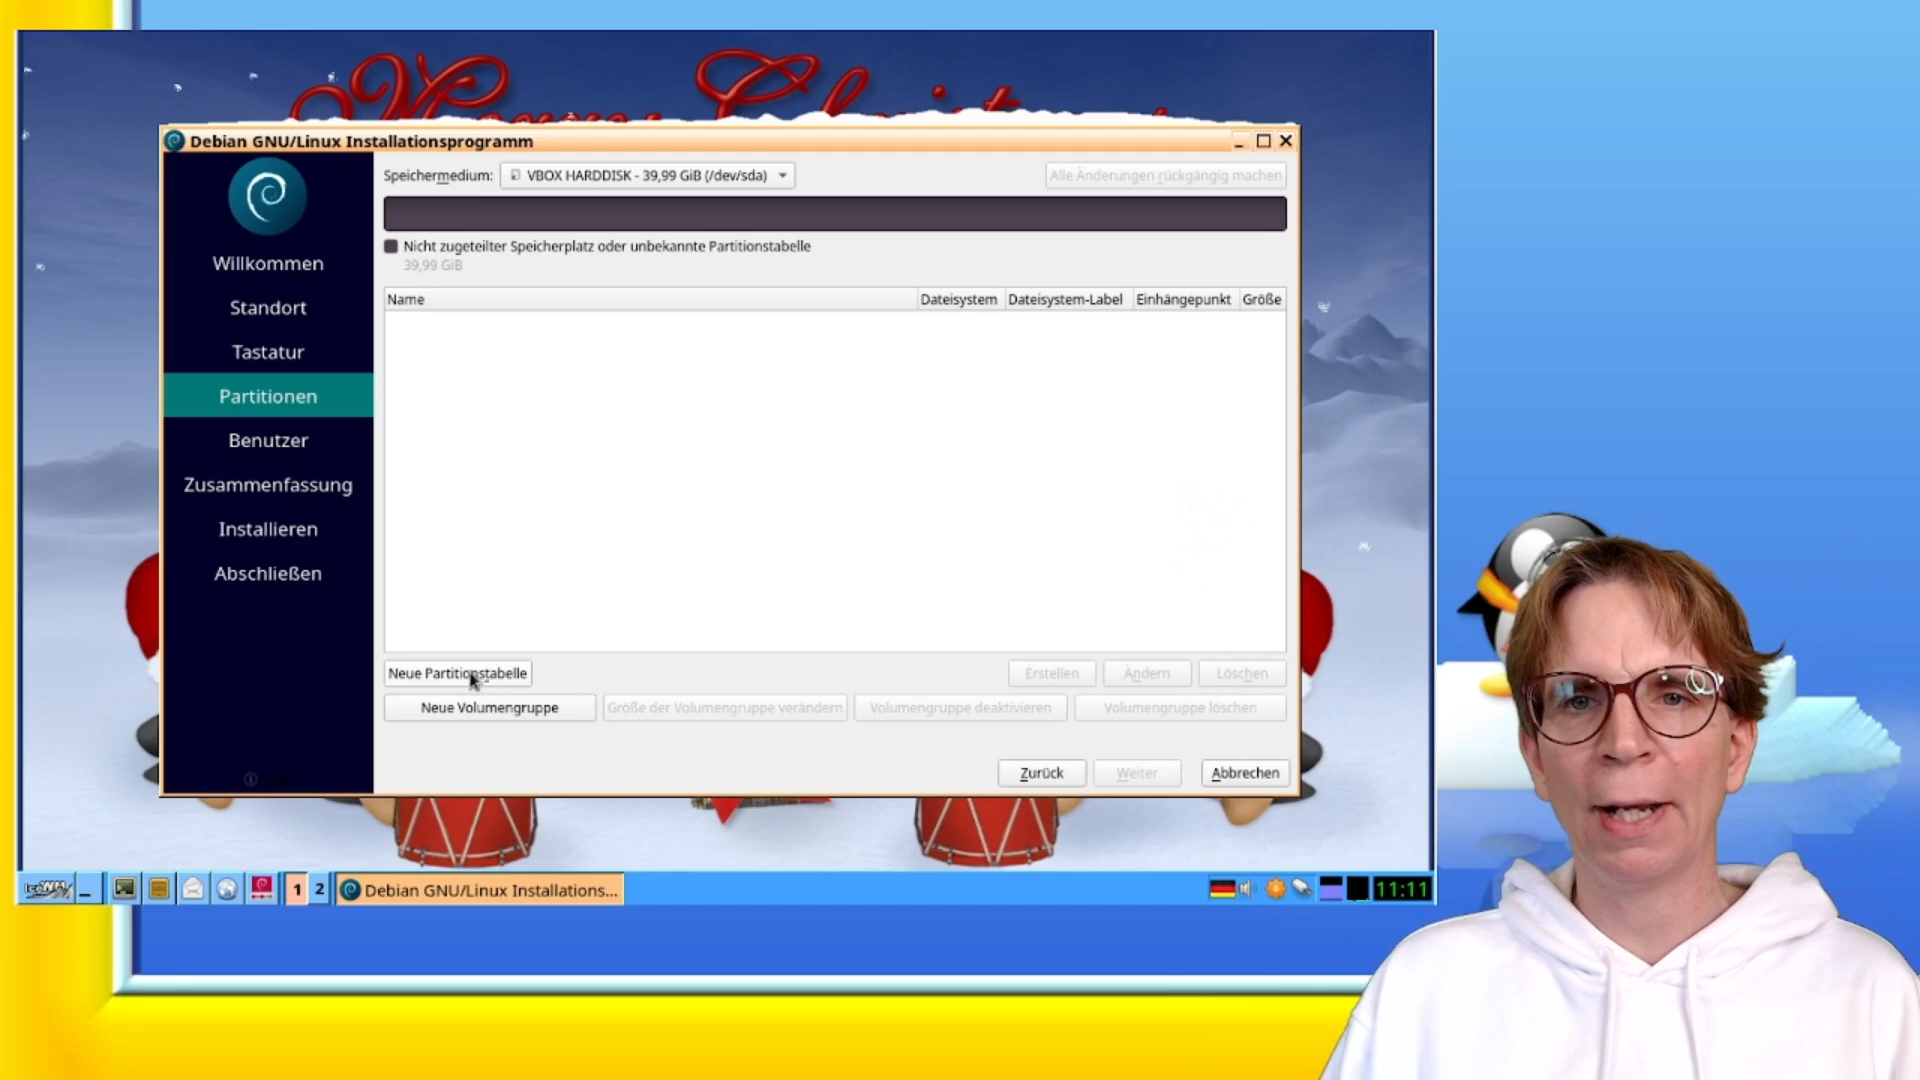 Merry Christmas
Debian GNU/Linux Installationsprogramm
Speichermedium: VBOX HARDDISK - 39,99 GiB (/dev/sda) Alle Änderungen rückgängig machen
Nicht zugeteilter Speicherplatz oder unbekannte Partitionstabelle
39,99 GiB
Willkommen
Standort
Tastatur
Partitionen
Benutzer
Zusammenfassung
Installieren
Abschließen
Name Dateisystem Dateisystem-Label Einhängepunkt Größe
Neue Partitionstabelle Erstellen Ändern Löschen
Neue Volumengruppe Größe der Volumengruppe verändern Volumengruppe deaktivieren Volumengruppe löschen
Zurück Weiter Abbrechen
IceWM 1 2 Debian GNU/Linux Installations... 11:11